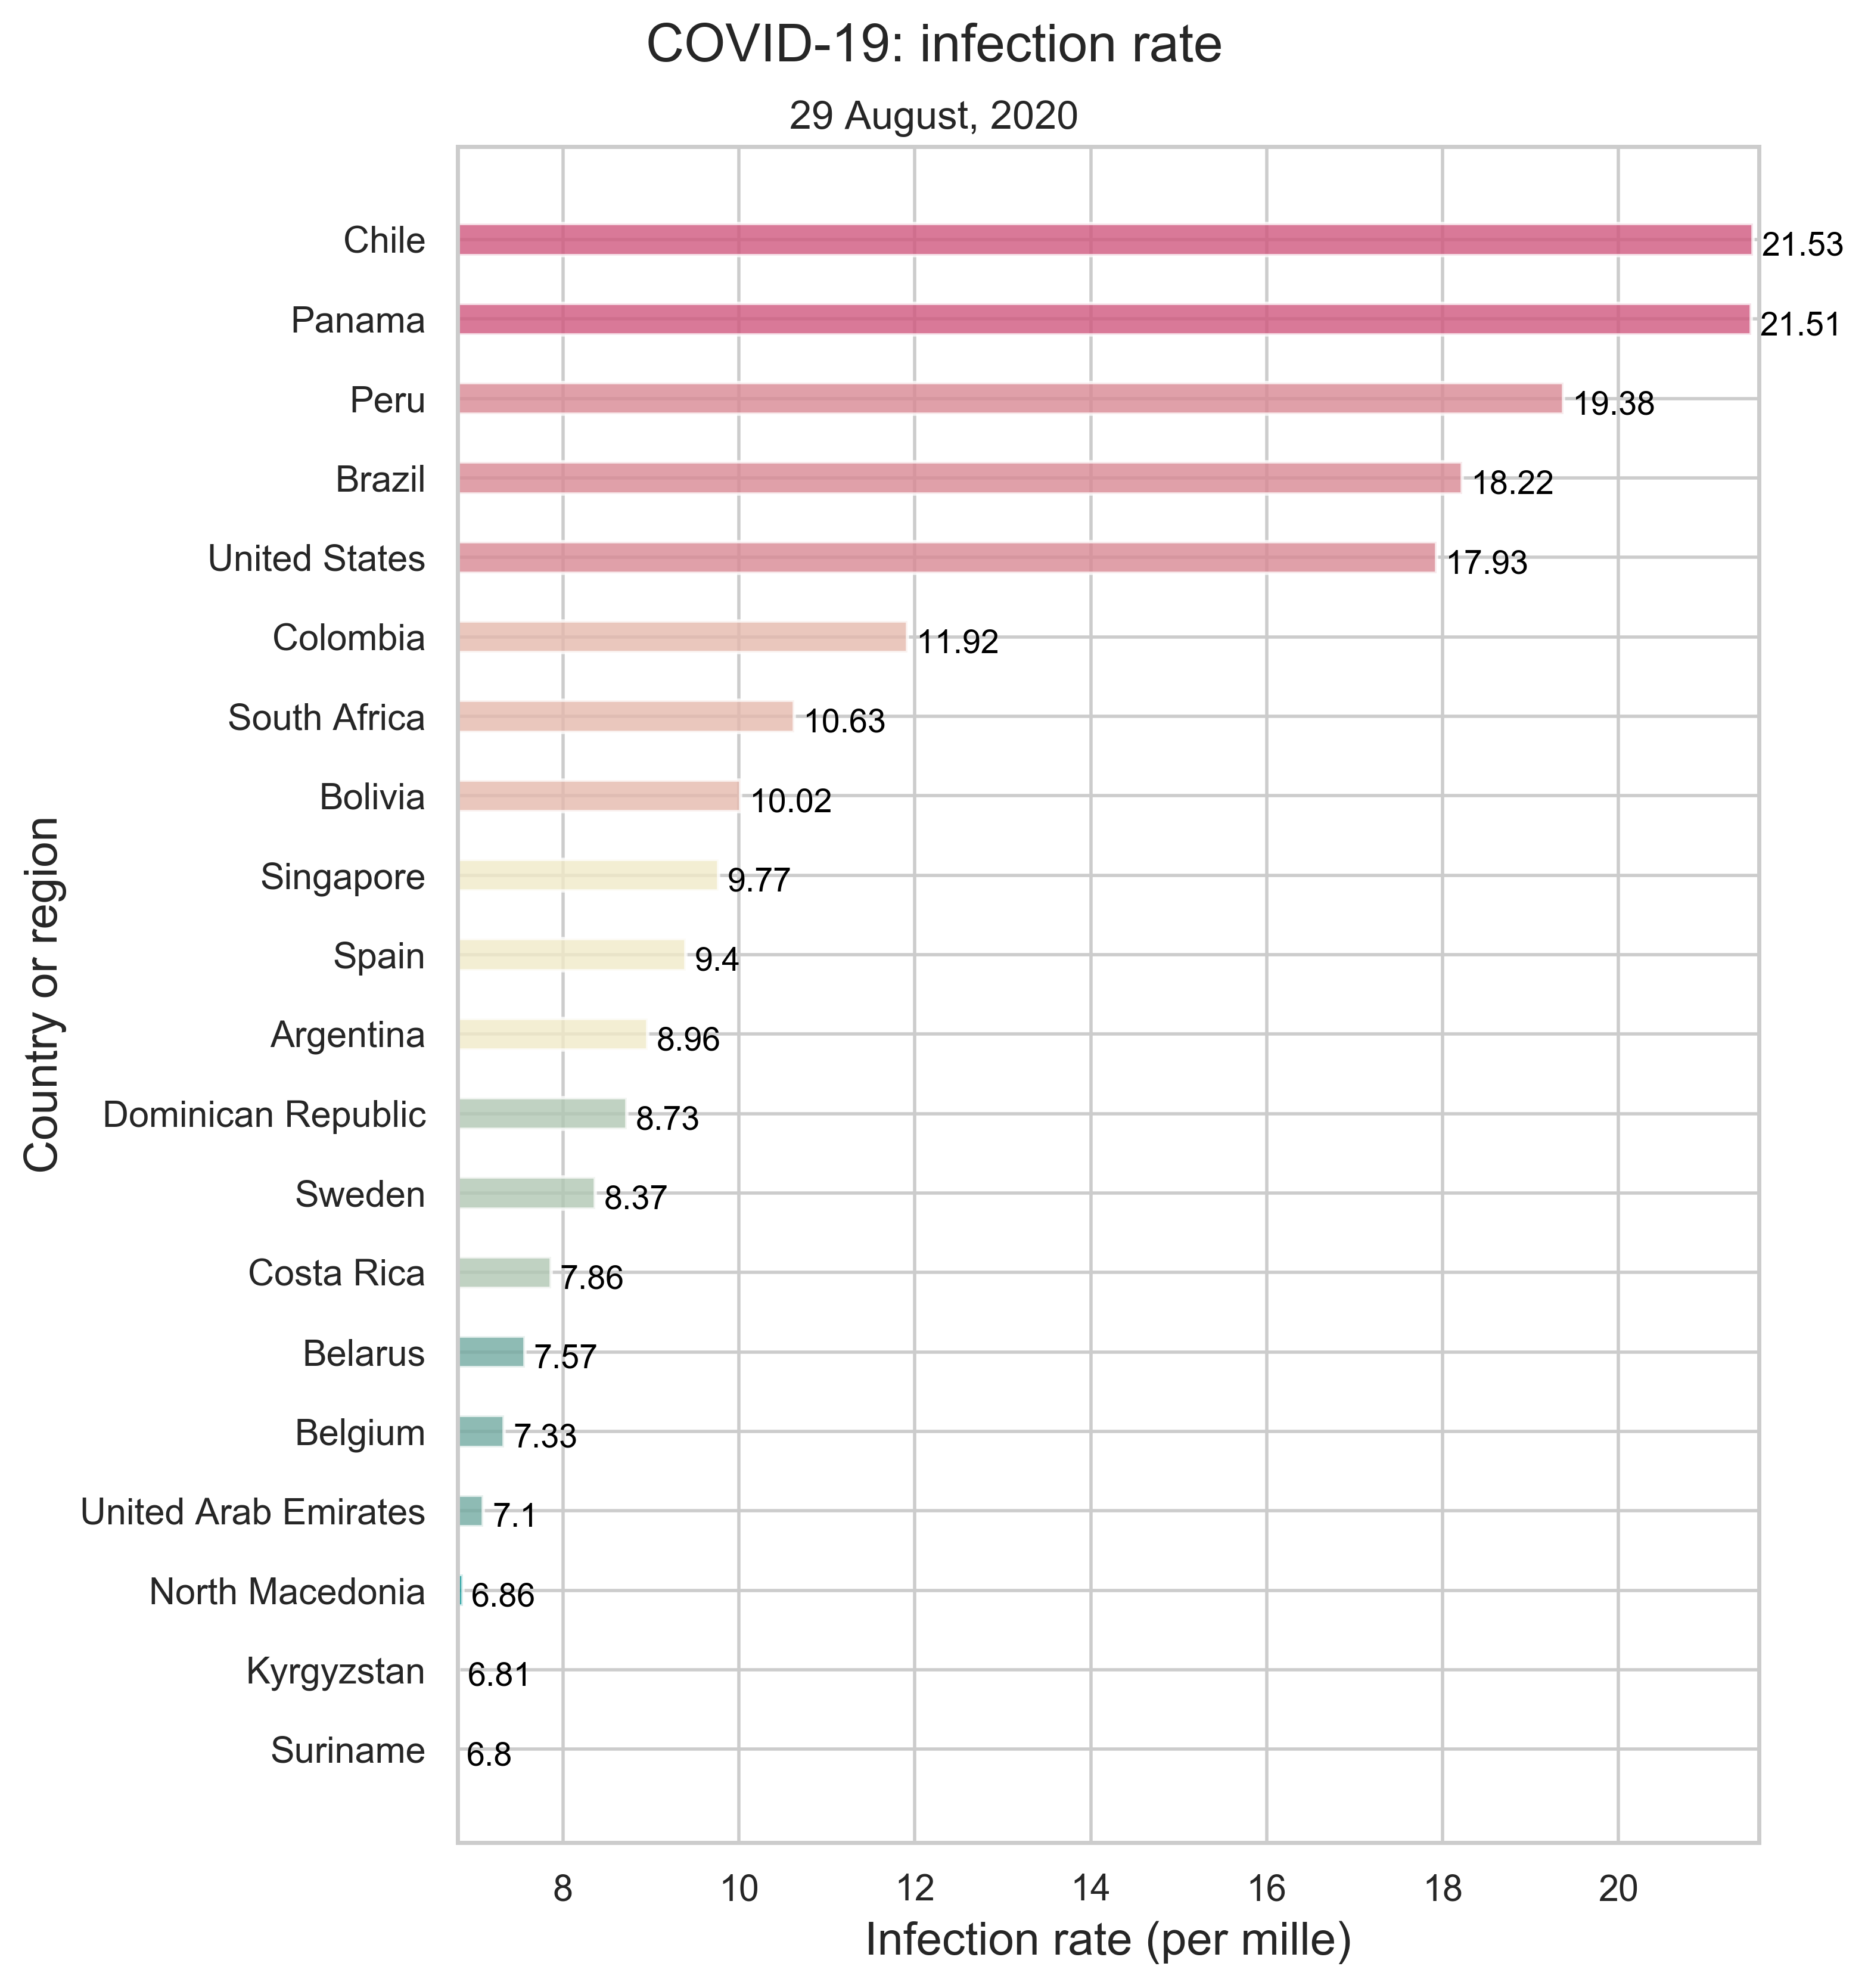 COVID-19: infection rate
29 August, 2020
Chile 21.53
Panama 21.51
Peru 19.38
Brazil 18.22
United States 17.93
Colombia 11.92
South Africa 10.63
Bolivia 10.02
Singapore 9.77
Spain 9.4
Argentina 8.96
Dominican Republic 8.73
Sweden 8.37
Costa Rica 7.86
Belarus 7.57
Belgium 7.33
United Arab Emirates 7.1
North Macedonia 6.86
Kyrgyzstan 6.81
Suriname 6.8
Country or region
8 10 12 14 16 18 20
Infection rate (per mille)